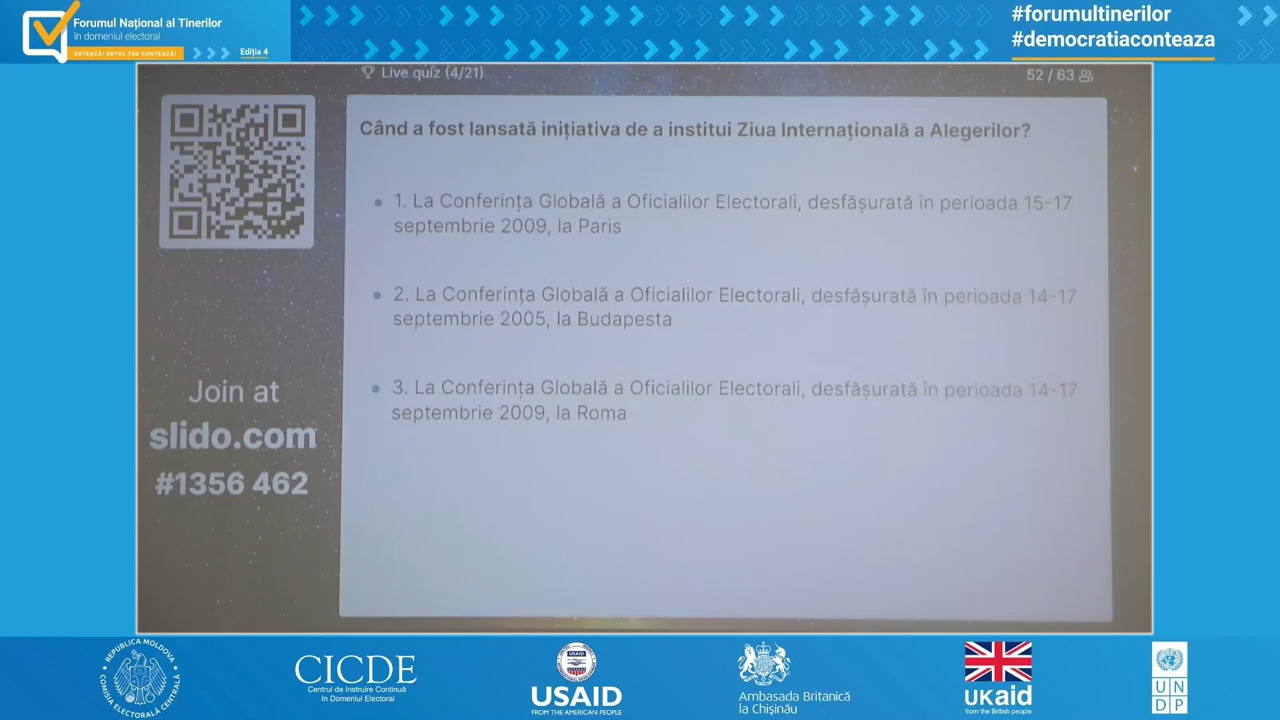 Forumul Național al Tinerilor
în domeniul electoral
VOTEAZĂ! VOTUL TĂU CONTEAZĂ!
Ediția 4
#forumultinerilor
#democratiaconteaza
Live quiz (4/21)
52 / 63
Când a fost lansată inițiativa de a institui Ziua Internațională a Alegerilor?
1. La Conferința Globală a Oficialilor Electorali, desfășurată în perioada 15-17
septembrie 2009, la Paris
2. La Conferința Globală a Oficialilor Electorali, desfășurată în perioada 14-17
septembrie 2005, la Budapesta
3. La Conferința Globală a Oficialilor Electorali, desfășurată în perioada 14-17
septembrie 2009, la Roma
Join at
slido.com
#1356 462
REPUBLICA MOLDOVA
COMISIA ELECTORALĂ CENTRALĂ
CICDE
Centrul de Instruire Continuă
în Domeniul Electoral
USAID
USAID
FROM THE AMERICAN PEOPLE
Ambasada Britanică
la Chișinău
ukaid
from the British people
U N
D P